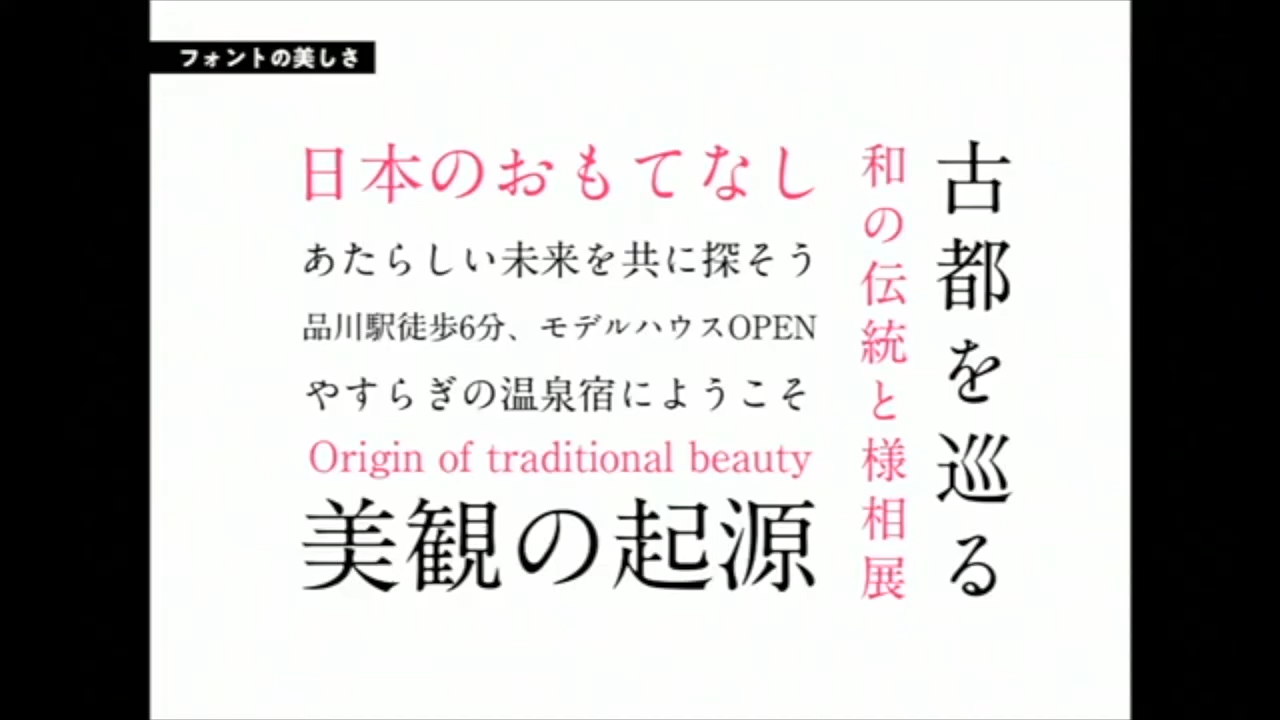 フォントの美しさ
日本のおもてなし
あたらしい未来を共に探そう
品川駅徒歩6分、モデルハウスOPEN
やすらぎの温泉宿にようこそ
Origin of traditional beauty
美観の起源
古都を巡る
和の伝統と様相展